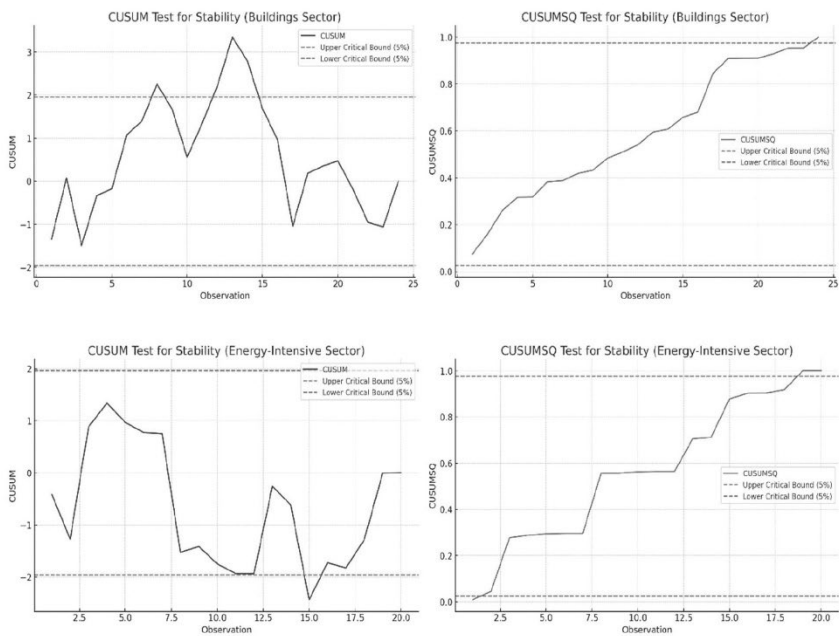 CUSUM Test for Stability (Buildings Sector)
CUSUM
Upper Critical Bound (5%)
Lower Critical Bound (5%)
3
2
1
0
−1
−2
CUSUM
0 5 10 15 20 25
Observation
CUSUMSQ Test for Stability (Buildings Sector)
1.0
0.8
0.6
0.4
0.2
0.0
CUSUMSQ
CUSUMSQ
Upper Critical Bound (5%)
Lower Critical Bound (5%)
0 5 10 15 20 25
Observation
CUSUM Test for Stability (Energy-Intensive Sector)
CUSUM
Upper Critical Bound (5%)
Lower Critical Bound (5%)
2
1
0
−1
−2
CUSUM
2.5 5.0 7.5 10.0 12.5 15.0 17.5 20.0
Observation
CUSUMSQ Test for Stability (Energy-Intensive Sector)
1.0
0.8
0.6
0.4
0.2
0.0
CUSUMSQ
CUSUMSQ
Upper Critical Bound (5%)
Lower Critical Bound (5%)
2.5 5.0 7.5 10.0 12.5 15.0 17.5 20.0
Observation